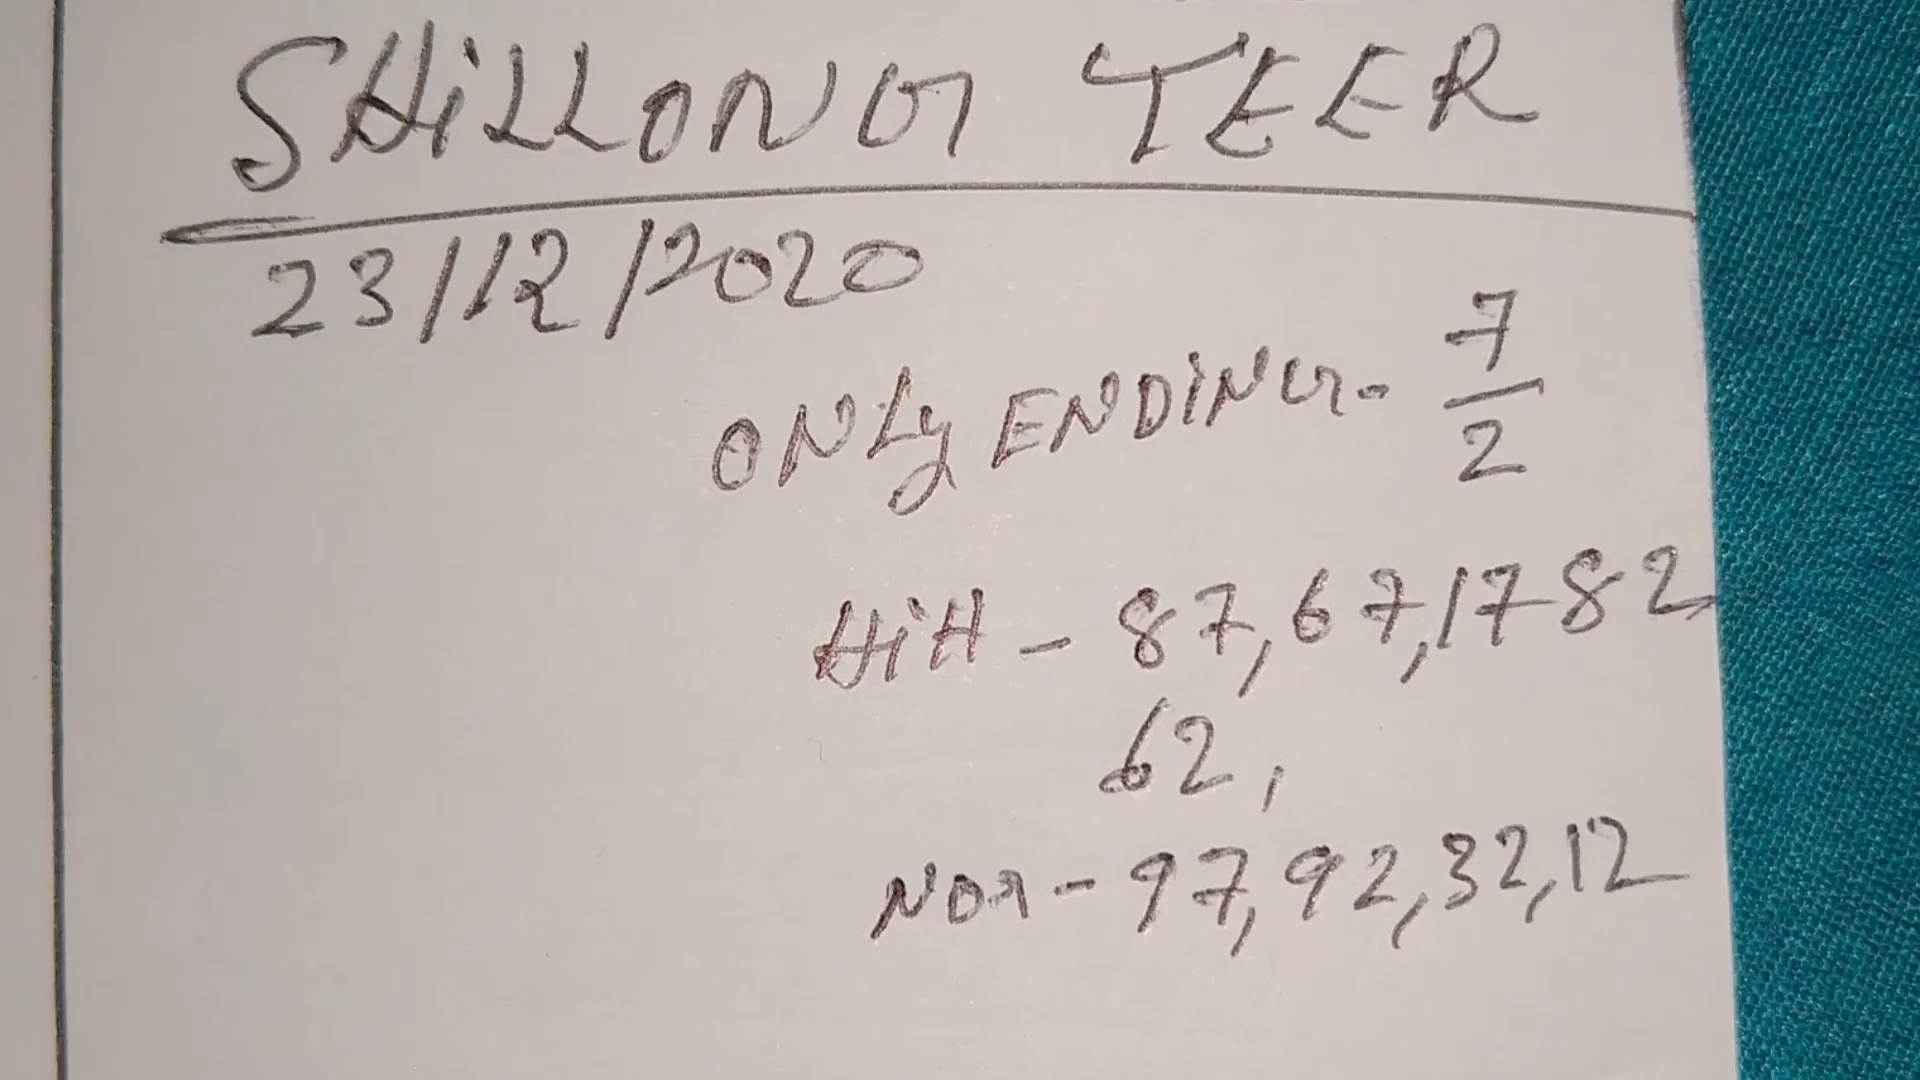 SHiLLONG TEER
23/12/2020
ONLy ENDiNG- 7/2
HiH - 87,67,17 82
62,
NOR - 97,92,32,12